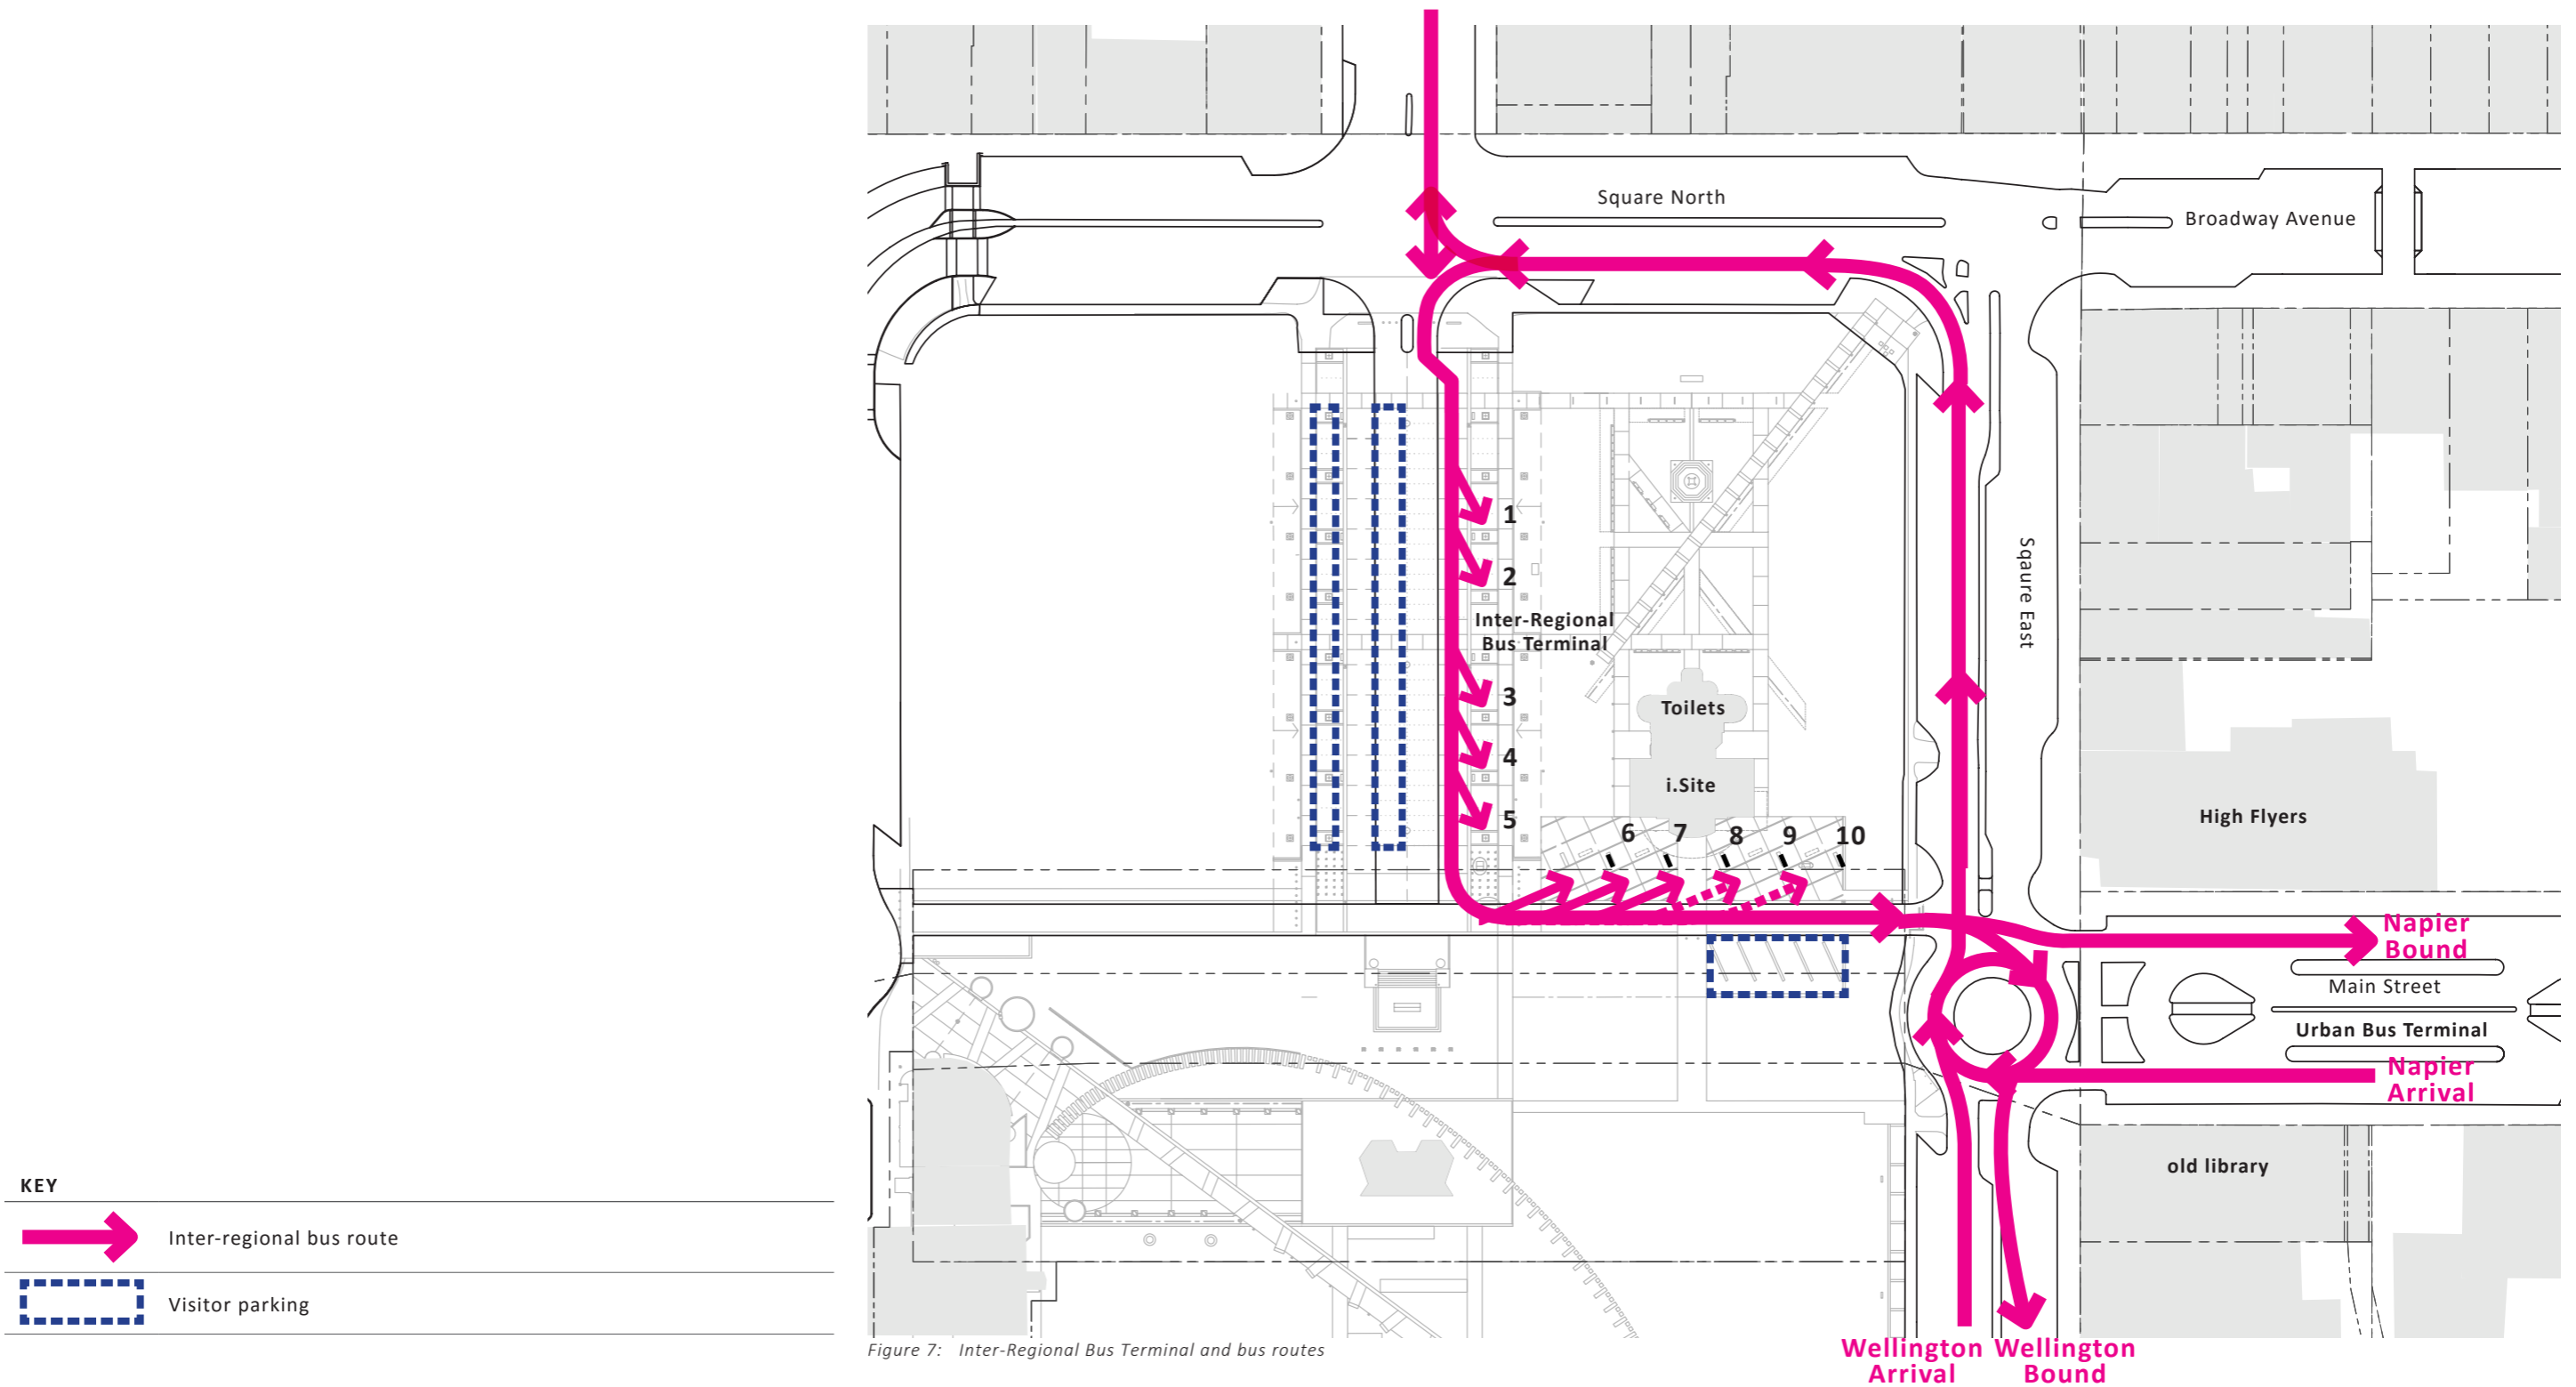 Square North
Broadway Avenue
Sqaure East
1
2
Inter-Regional
Bus Terminal
3
4
5
Toilets
i.Site
6 7 8 9 10
High Flyers
Napier
Bound
Main Street
Urban Bus Terminal
Napier
Arrival
old library
KEY
Inter-regional bus route
Visitor parking
Figure 7: Inter-Regional Bus Terminal and bus routes
Wellington
Arrival
Wellington
Bound